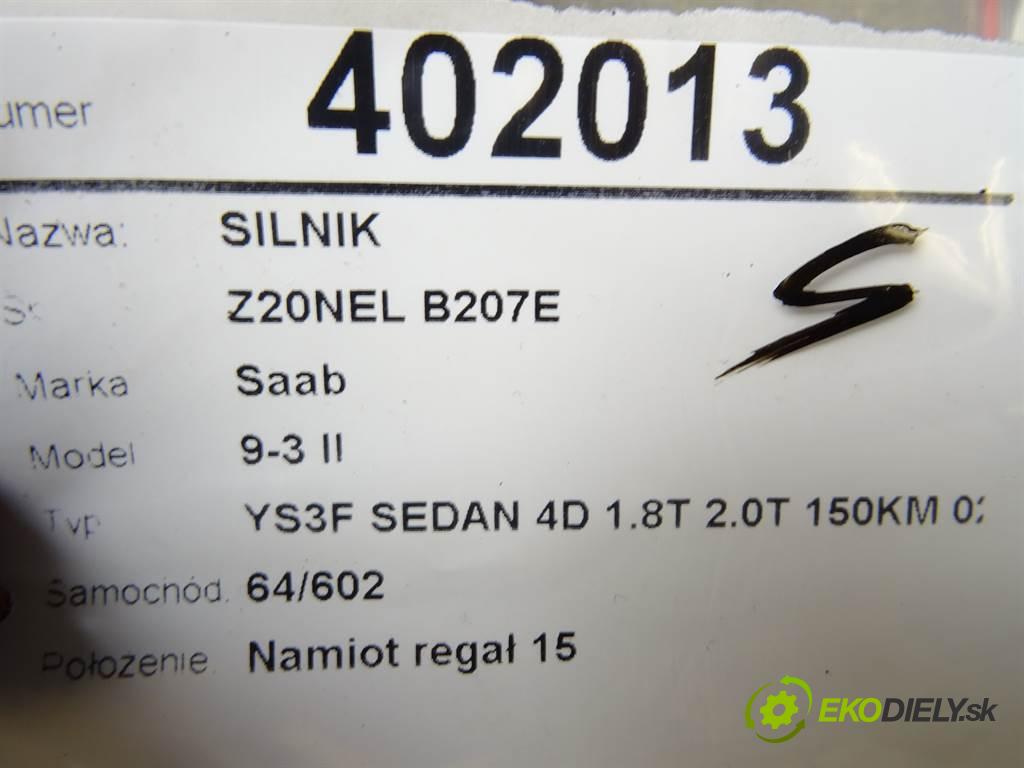 umer 402013
Nazwa: SILNIK
Z20NEL B207E
Marka Saab
Model 9-3 II
Typ YS3F SEDAN 4D 1.8T 2.0T 150KM
Samochód. 64/602
Położenie Namiot regał 15
S
EKODIELY.sk